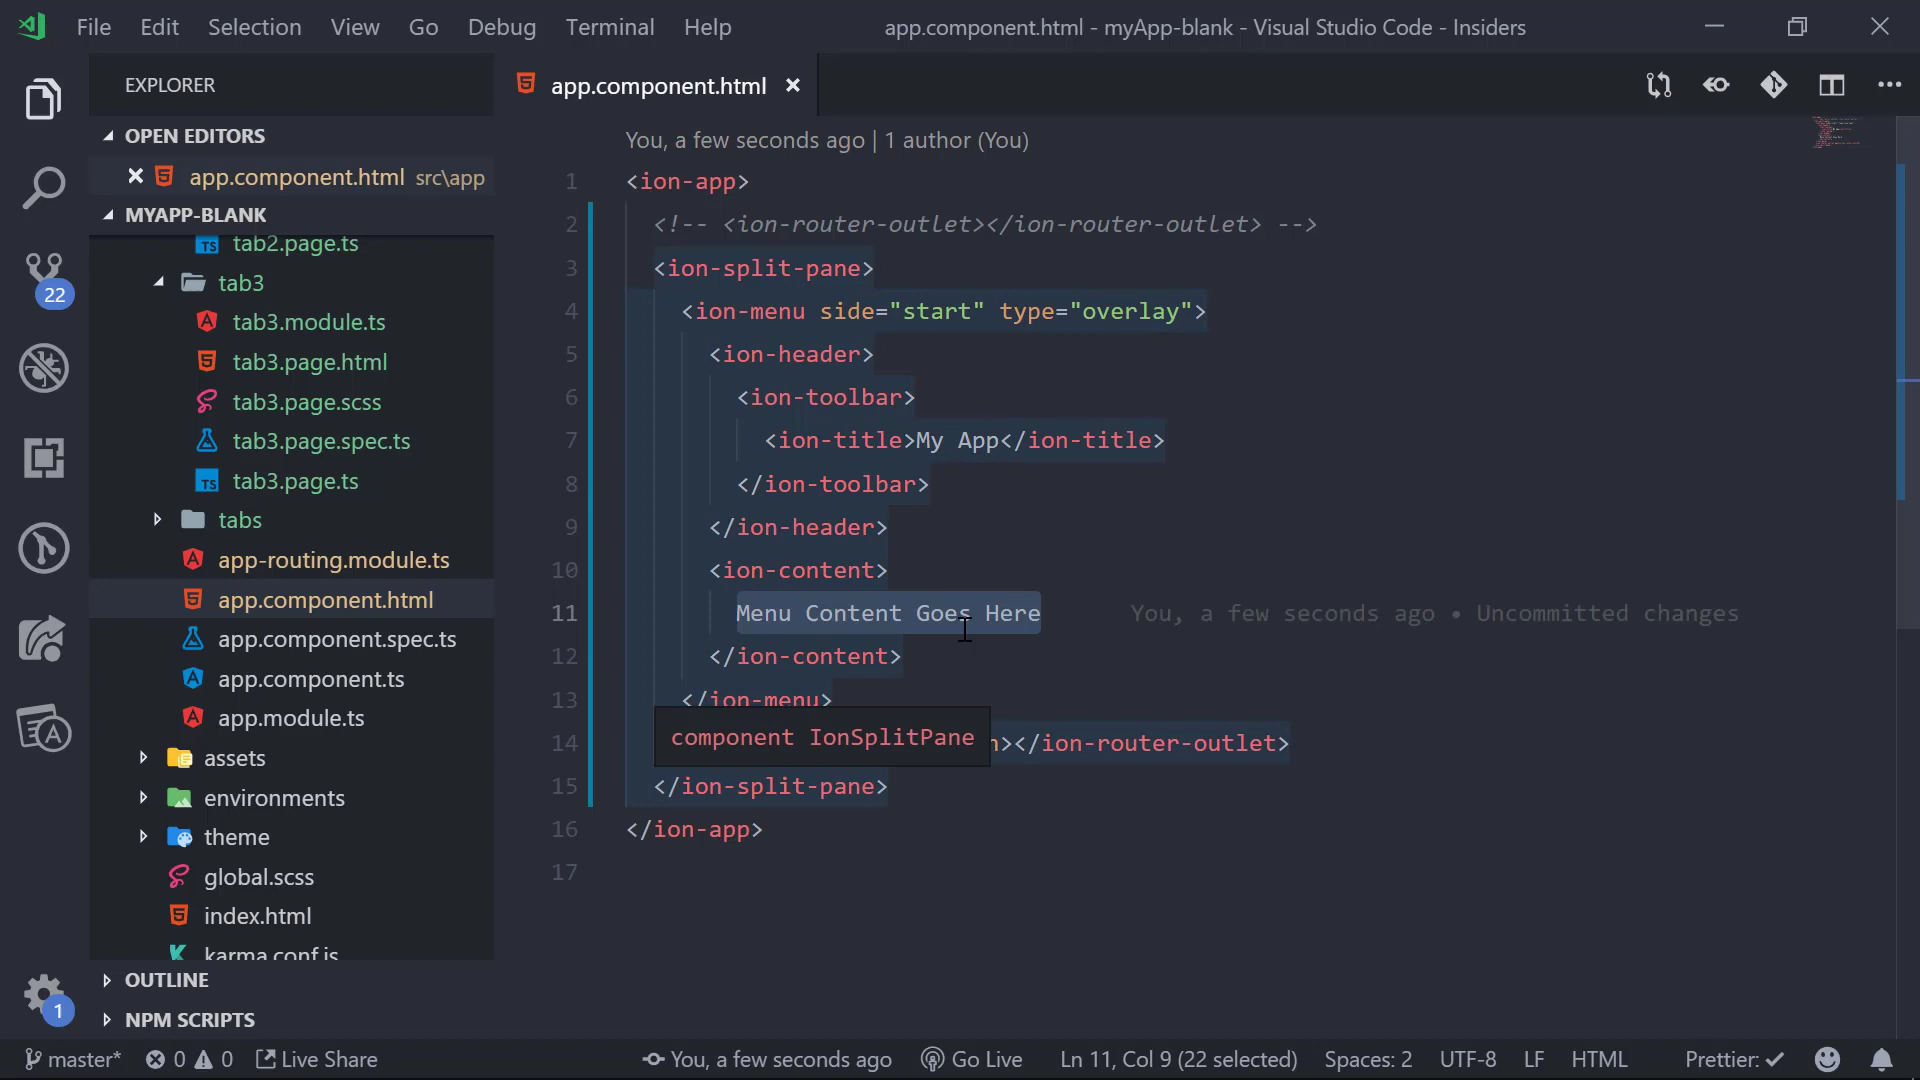 File Edit Selection View Go Debug Terminal Help
app.component.html - myApp-blank - Visual Studio Code - Insiders
EXPLORER
OPEN EDITORS
app.component.html src\app
MYAPP-BLANK
tab2.page.ts
tab3
tab3.module.ts
tab3.page.html
tab3.page.scss
tab3.page.spec.ts
tab3.page.ts
tabs
app-routing.module.ts
app.component.html
app.component.spec.ts
app.component.ts
app.module.ts
assets
environments
theme
global.scss
index.html
karma.conf.js
OUTLINE
NPM SCRIPTS
22
1
app.component.html
You, a few seconds ago | 1 author (You)
1 <ion-app>
2 <!-- <ion-router-outlet></ion-router-outlet> -->
3 <ion-split-pane>
4 <ion-menu side="start" type="overlay">
5 <ion-header>
6 <ion-toolbar>
7 <ion-title>My App</ion-title>
8 </ion-toolbar>
9 </ion-header>
10 <ion-content>
11 Menu Content Goes Here You, a few seconds ago • Uncommitted changes
12 </ion-content>
13 </ion-menu>
component IonSplitPane
14 n></ion-router-outlet>
15 </ion-split-pane>
16 </ion-app>
17
master* 0 0 Live Share You, a few seconds ago Go Live Ln 11, Col 9 (22 selected) Spaces: 2 UTF-8 LF HTML Prettier: ✓